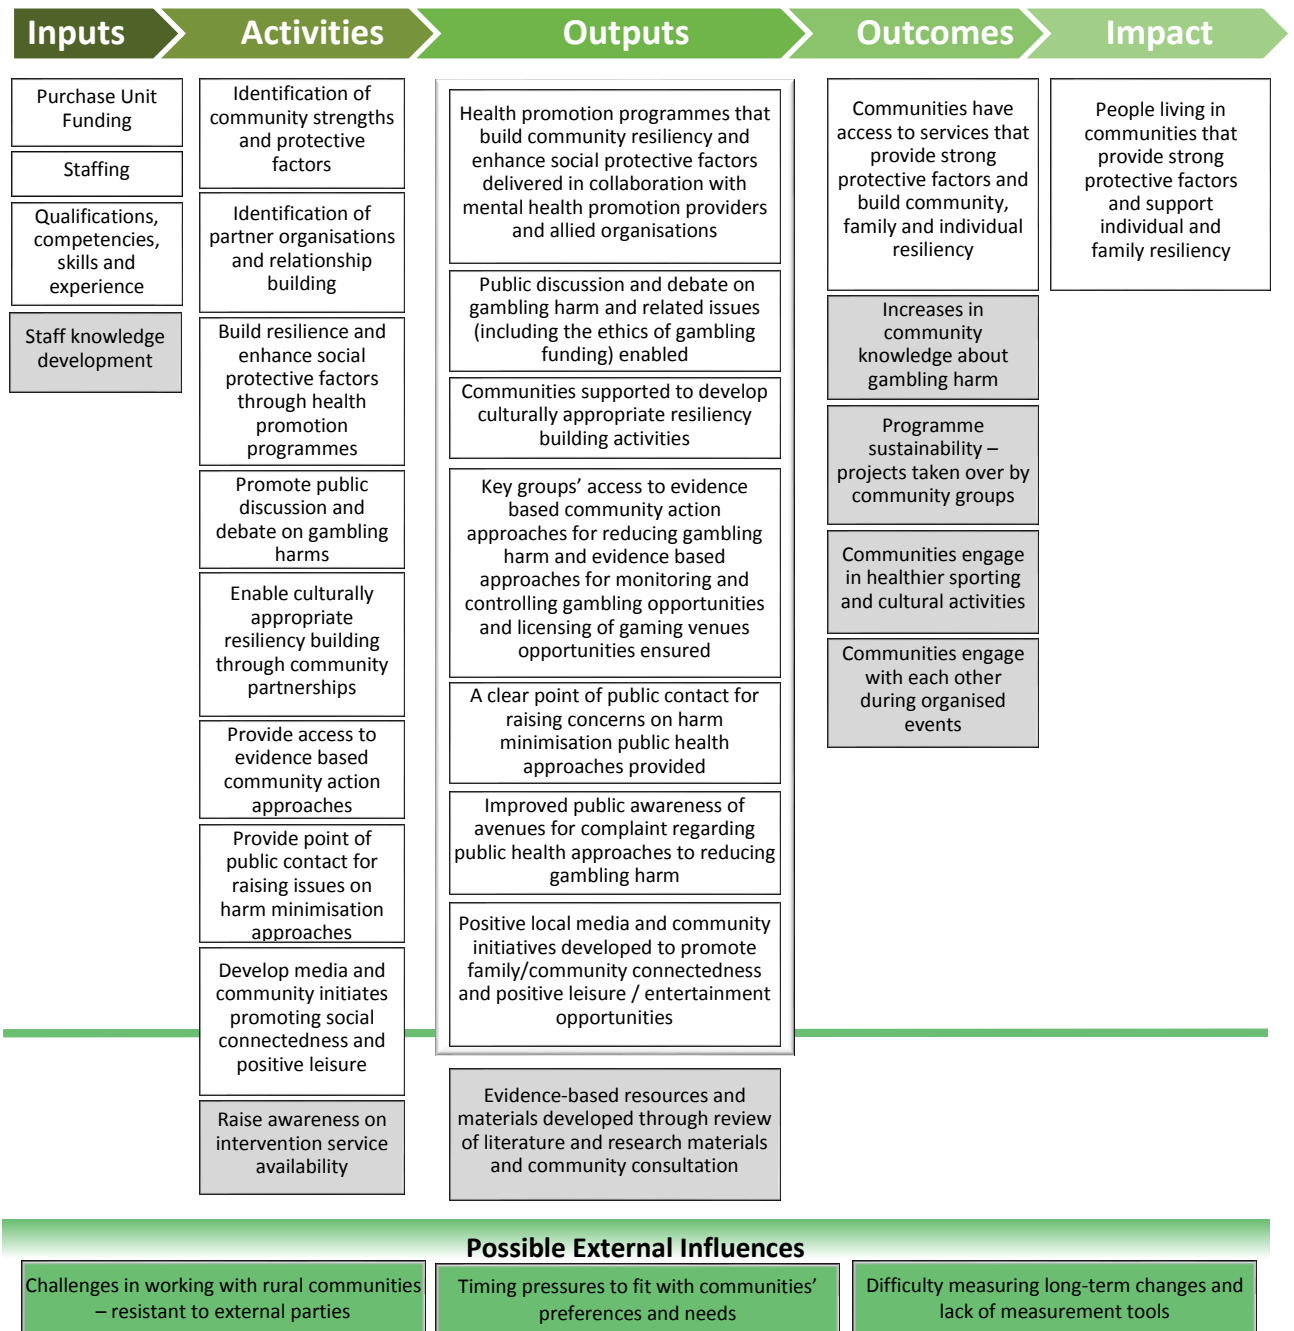 Inputs
Activities
Outputs
Outcomes
Impact
Purchase Unit
Funding
Staffing
Qualifications,
competencies,
skills and
experience
Staff knowledge
development
Identification of
community strengths
and protective
factors
Identification of
partner organisations
and relationship
building
Build resilience and
enhance social
protective factors
through health
promotion
programmes
Promote public
discussion and
debate on gambling
harms
Enable culturally
appropriate
resiliency building
through community
partnerships
Provide access to
evidence based
community action
approaches
Provide point of
public contact for
raising issues on
harm minimisation
approaches
Develop media and
community initiates
promoting social
connectedness and
positive leisure
Raise awareness on
intervention service
availability
Health promotion programmes that
build community resiliency and
enhance social protective factors
delivered in collaboration with
mental health promotion providers
and allied organisations
Public discussion and debate on
gambling harm and related issues
(including the ethics of gambling
funding) enabled
Communities supported to develop
culturally appropriate resiliency
building activities
Key groups’ access to evidence
based community action
approaches for reducing gambling
harm and evidence based
approaches for monitoring and
controlling gambling opportunities
and licensing of gaming venues
opportunities ensured
A clear point of public contact for
raising concerns on harm
minimisation public health
approaches provided
Improved public awareness of
avenues for complaint regarding
public health approaches to reducing
gambling harm
Positive local media and community
initiatives developed to promote
family/community connectedness
and positive leisure / entertainment
opportunities
Evidence-based resources and
materials developed through review
of literature and research materials
and community consultation
Communities have
access to services that
provide strong
protective factors and
build community,
family and individual
resiliency
Increases in
community
knowledge about
gambling harm
Programme
sustainability –
projects taken over by
community groups
Communities engage
in healthier sporting
and cultural activities
Communities engage
with each other
during organised
events
People living in
communities that
provide strong
protective factors
and support
individual and
family resiliency
Possible External Influences
Challenges in working with rural communities
– resistant to external parties
Timing pressures to fit with communities’
preferences and needs
Difficulty measuring long-term changes and
lack of measurement tools